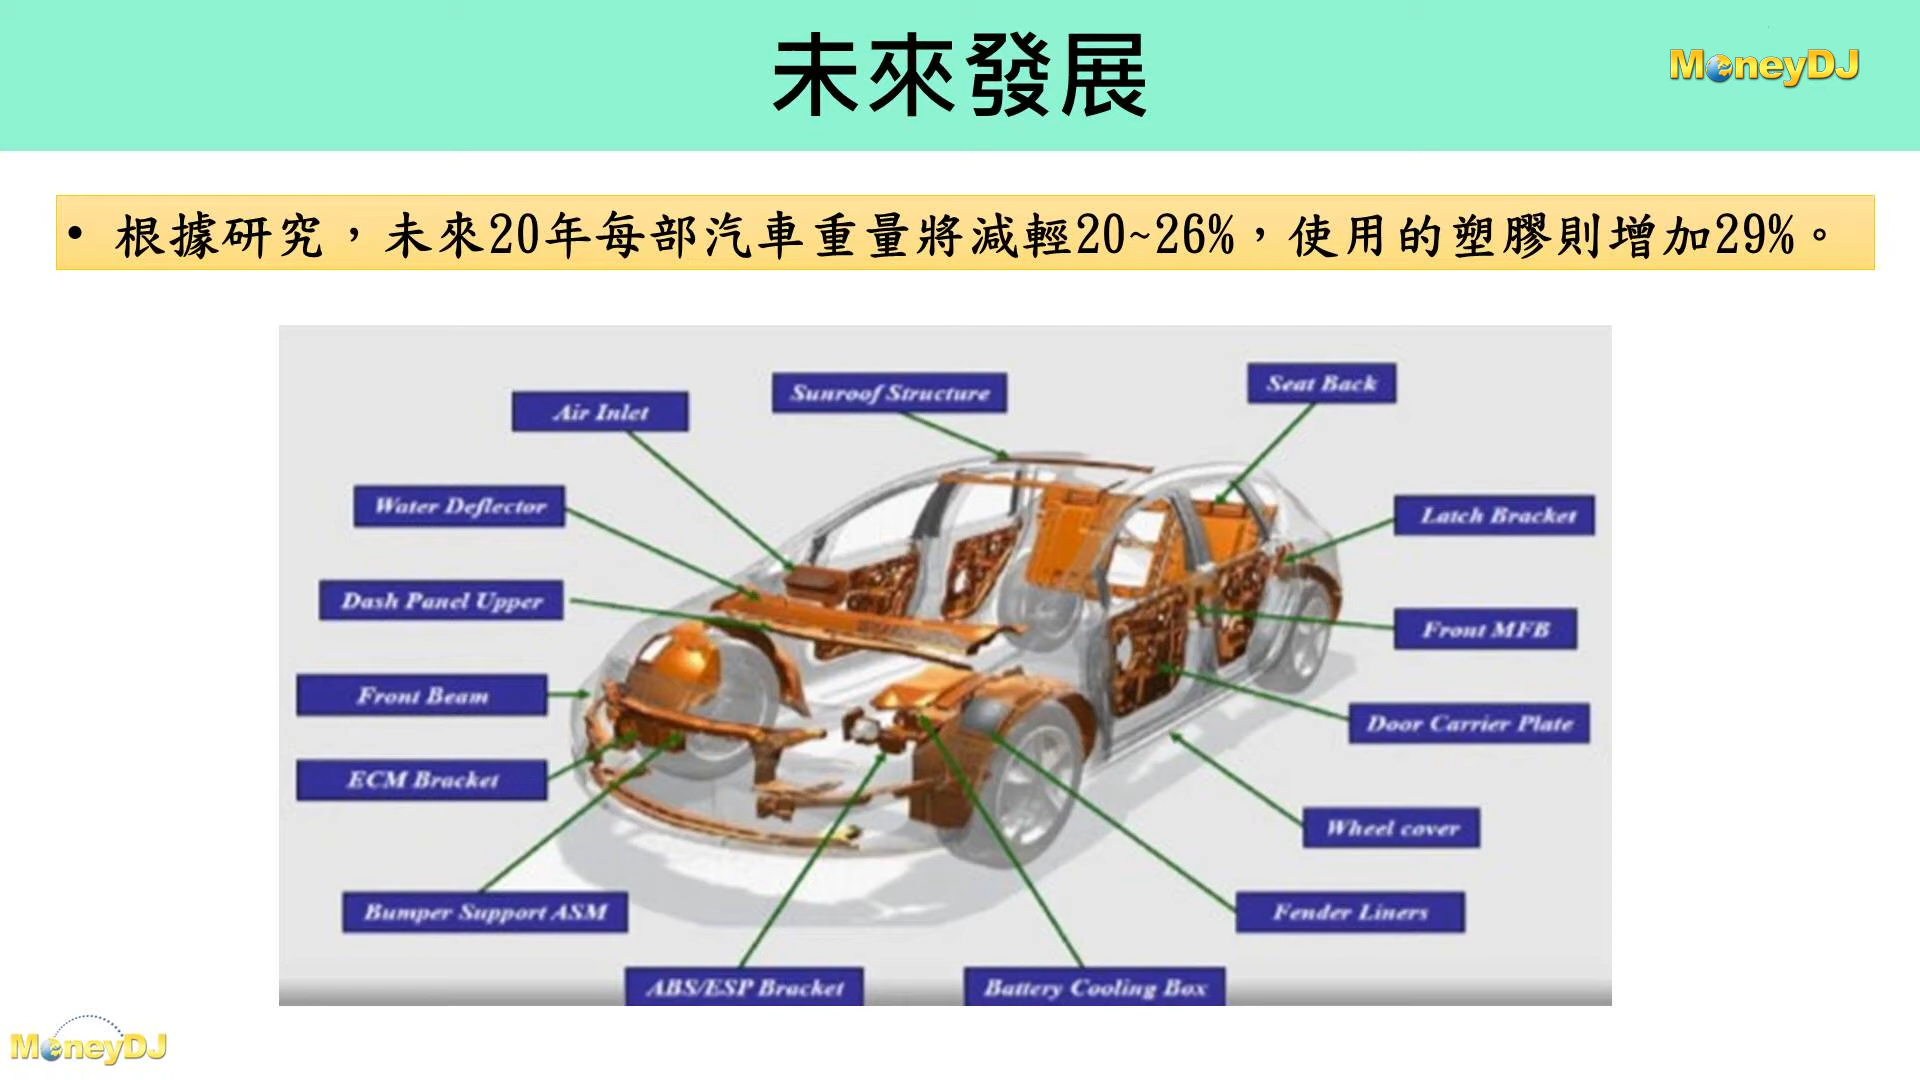 未來發展
MoneyDJ
• 根據研究，未來20年每部汽車重量將減輕20~26%，使用的塑膠則增加29%。
Air Inlet
Sunroof Structure
Seat Back
Water Deflector
Latch Bracket
Dash Panel Upper
Front MFB
Front Beam
Door Carrier Plate
ECM Bracket
Wheel cover
Bumper Support ASM
Fender Liners
ABS/ESP Bracket
Battery Cooling Box
MoneyDJ